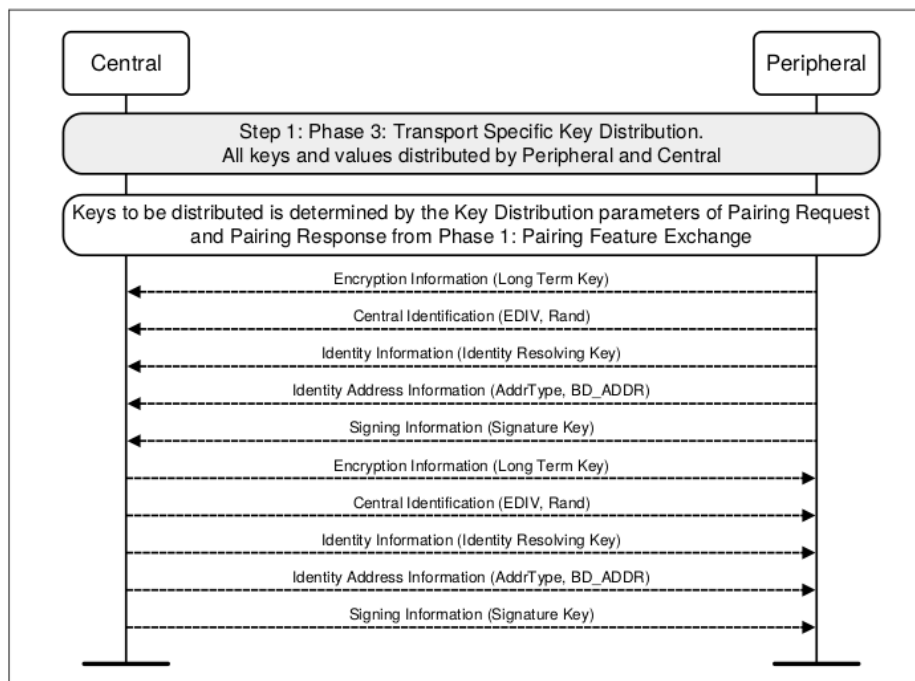 Central
Peripheral
Step 1: Phase 3: Transport Specific Key Distribution.
All keys and values distributed by Peripheral and Central
Keys to be distributed is determined by the Key Distribution parameters of Pairing Request
and Pairing Response from Phase 1: Pairing Feature Exchange
Encryption Information (Long Term Key)
Central Identification (EDIV, Rand)
Identity Information (Identity Resolving Key)
Identity Address Information (AddrType, BD_ADDR)
Signing Information (Signature Key)
Encryption Information (Long Term Key)
Central Identification (EDIV, Rand)
Identity Information (Identity Resolving Key)
Identity Address Information (AddrType, BD_ADDR)
Signing Information (Signature Key)